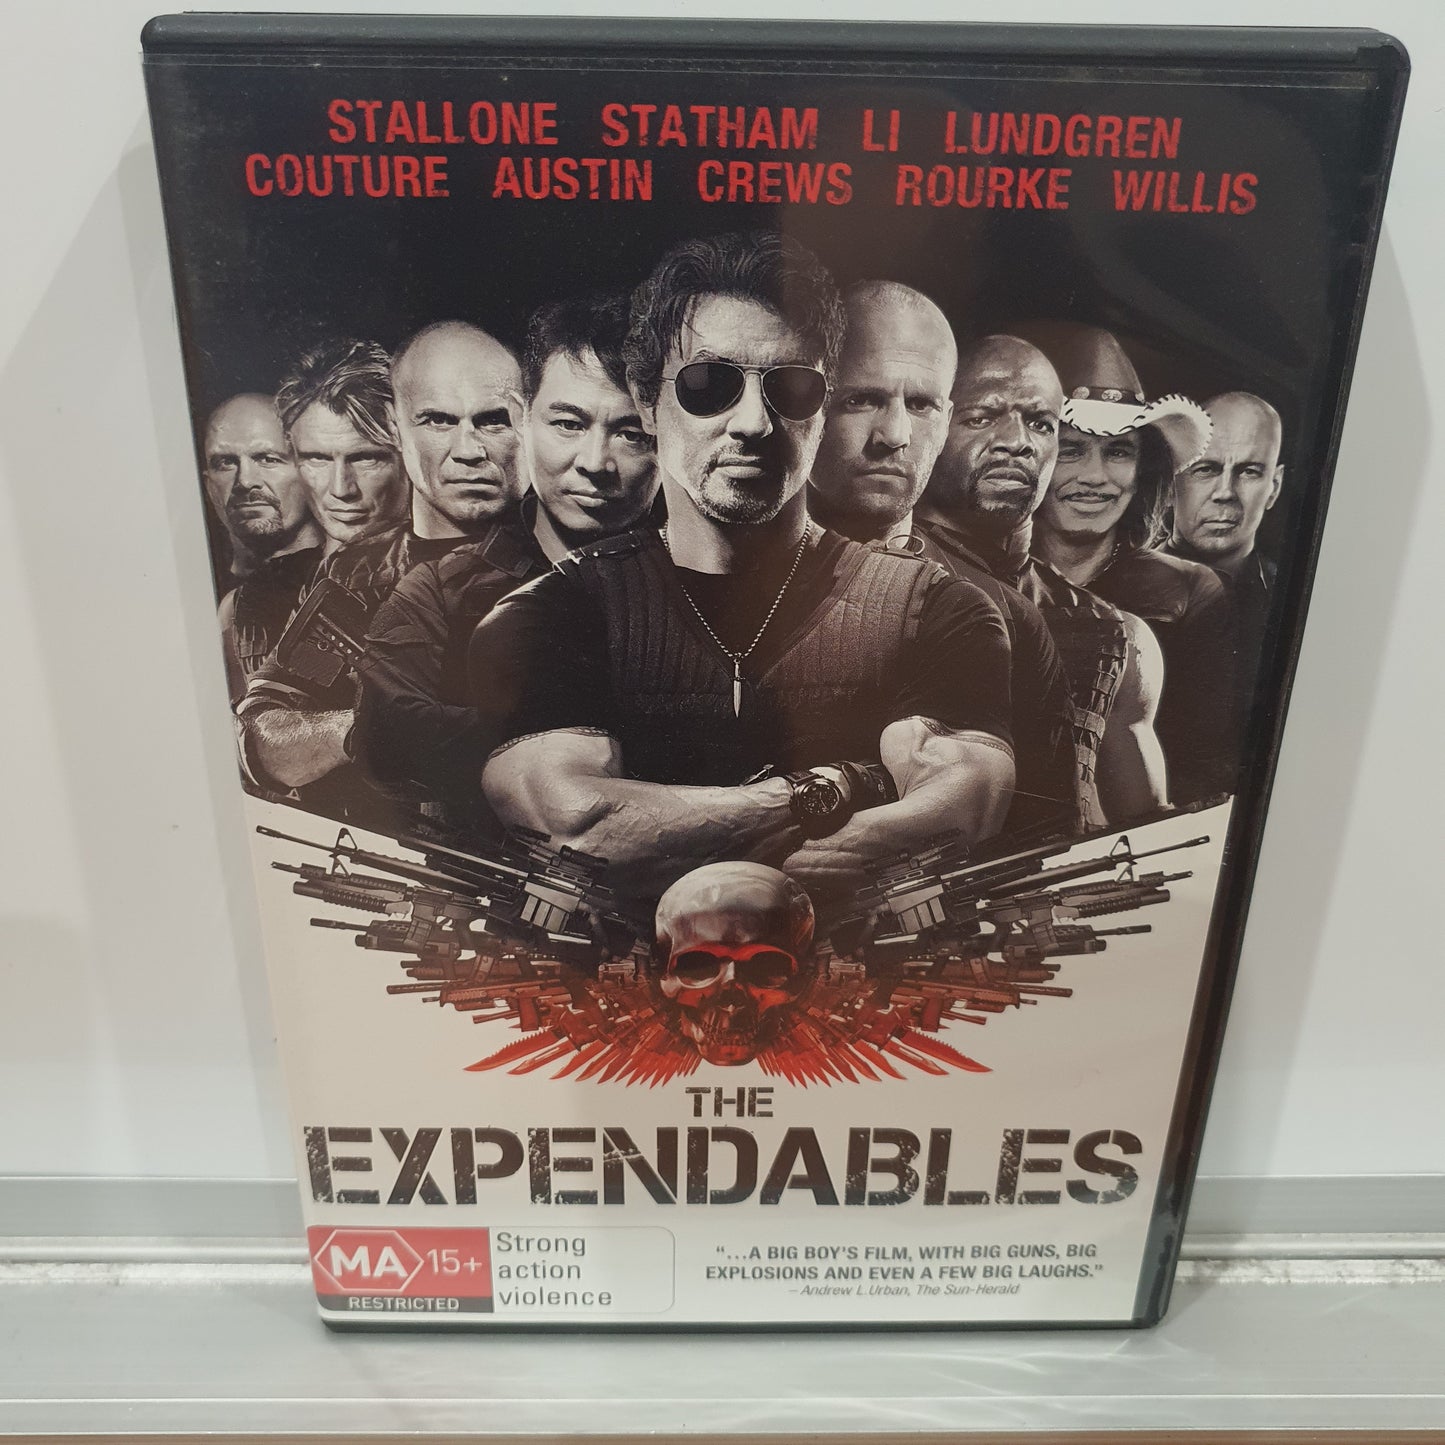 STALLONE STATHAM LI LUNDGREN
COUTURE AUSTIN CREWS ROURKE WILLIS
THE
EXPENDABLES
MA 15+
RESTRICTED
Strong
action
violence
“...A BIG BOY'S FILM, WITH BIG GUNS, BIG
EXPLOSIONS AND EVEN A FEW BIG LAUGHS.”
– Andrew L.Urban, The Sun-Herald